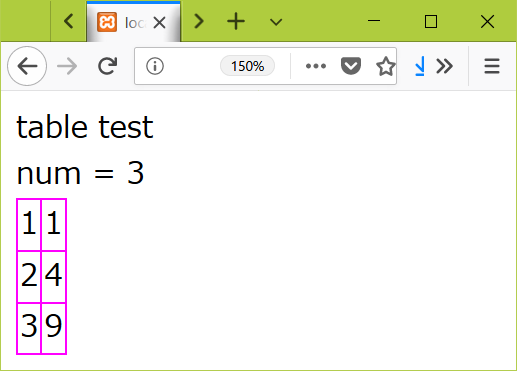 loc
150%
table test
num = 3
1 1
2 4
3 9